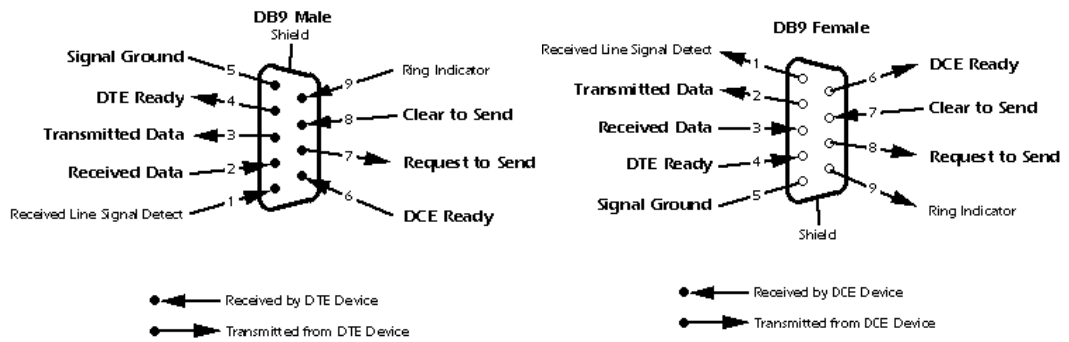 DB9 Male
Shield
Signal Ground
5
9
Ring Indicator
DTE Ready
4
8
Clear to Send
Transmitted Data
3
7
Request to Send
Received Data
2
6
DCE Ready
Received Line Signal Detect
1
Received by DTE Device
Transmitted from DTE Device
DB9 Female
Received Line Signal Detect
1
6
DCE Ready
Transmitted Data
2
7
Clear to Send
Received Data
3
8
Request to Send
DTE Ready
4
9
Ring Indicator
Signal Ground
5
Shield
Received by DCE Device
Transmitted from DCE Device